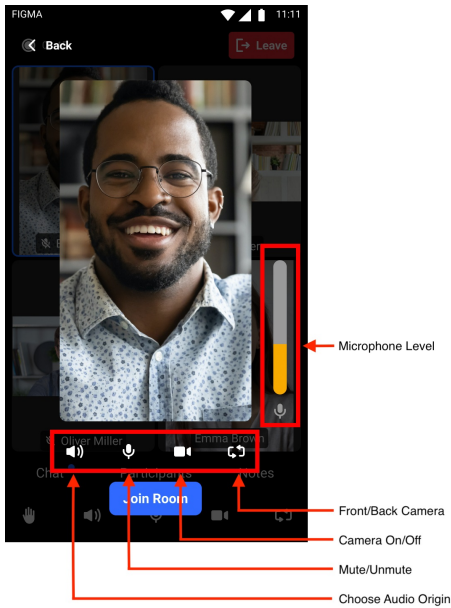 FIGMA 11:11
Back Leave
Oliver Miller Emma Brown
Chat Participants Notes
Join Room
Microphone Level
Front/Back Camera
Camera On/Off
Mute/Unmute
Choose Audio Origin